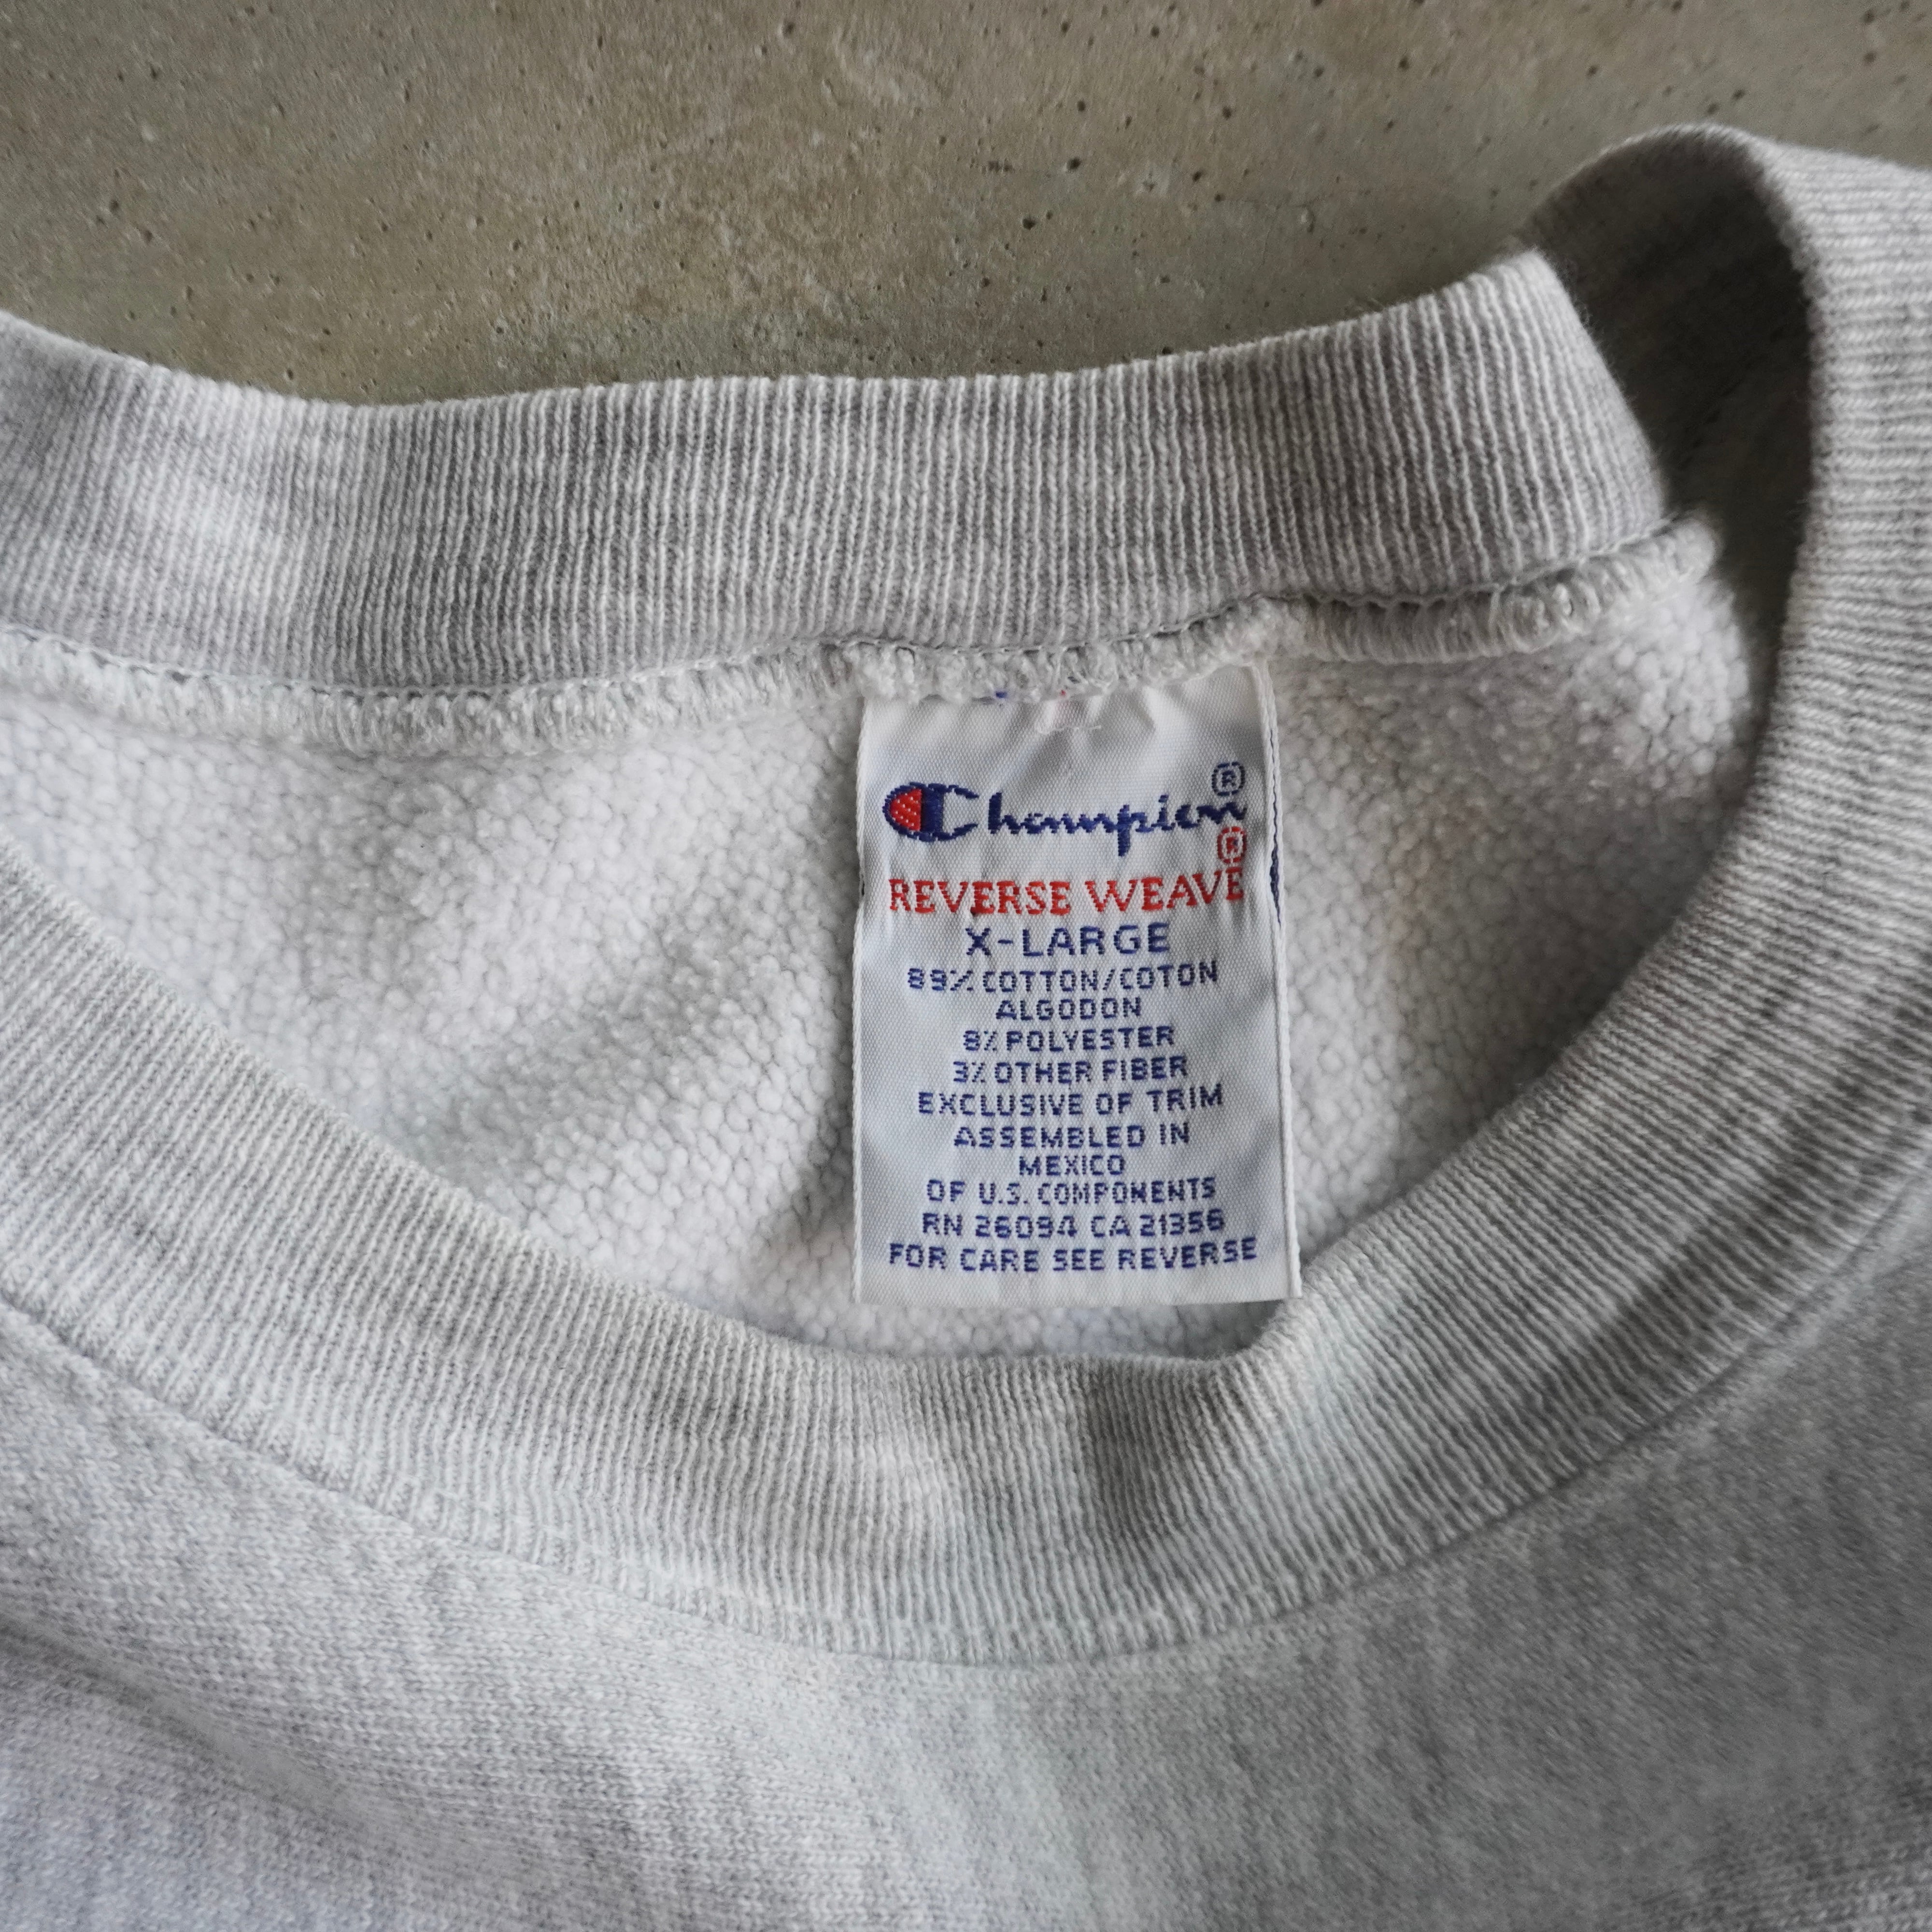 Champion®
®
REVERSE WEAVE
X-LARGE
89% COTTON/COTON
ALGODON
8% POLYESTER
3% OTHER FIBER
EXCLUSIVE OF TRIM
ASSEMBLED IN
MEXICO
OF U.S. COMPONENTS
RN 26094 CA 21356
FOR CARE SEE REVERSE